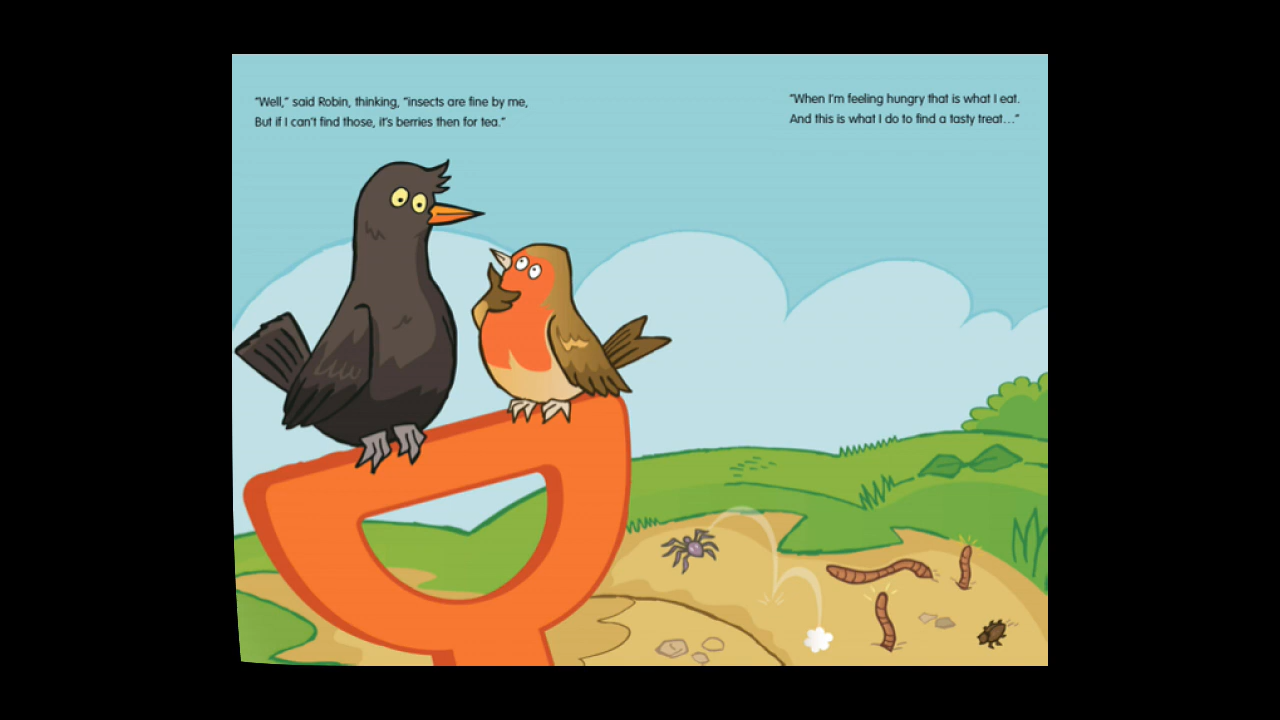 “Well,” said Robin, thinking, “insects are fine by me,
But if I can’t find those, it’s berries then for tea.”
“When I’m feeling hungry that is what I eat.
And this is what I do to find a tasty treat…”